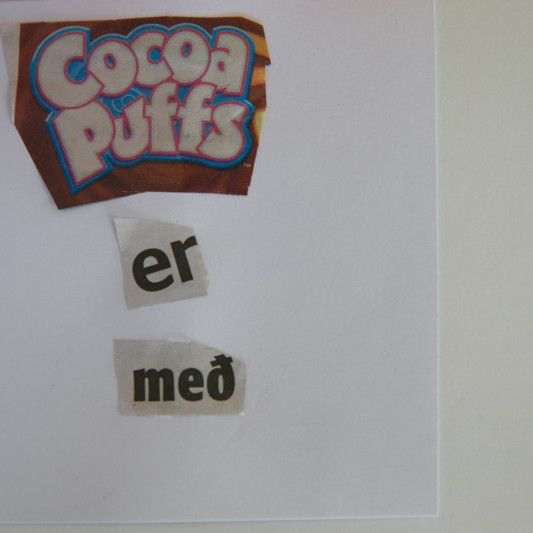 Cocoa
Puffs
er
með